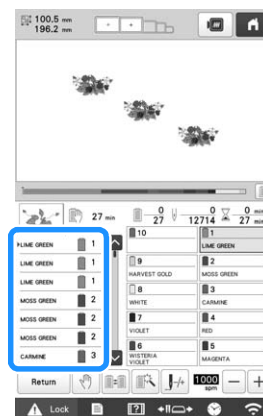 100.5 mm
196.2 mm
27 min
0
27
0
12714
0 min
27 min
LIME GREEN 1
LIME GREEN 1
LIME GREEN 1
MOSS GREEN 2
MOSS GREEN 2
MOSS GREEN 2
CARMINE 3
10
1
LIME GREEN
9
HARVEST GOLD
2
MOSS GREEN
8
WHITE
3
CARMINE
7
VIOLET
4
RED
6
WISTERIA VIOLET
5
MAGENTA
Return
1000 spm
− +
Lock
?